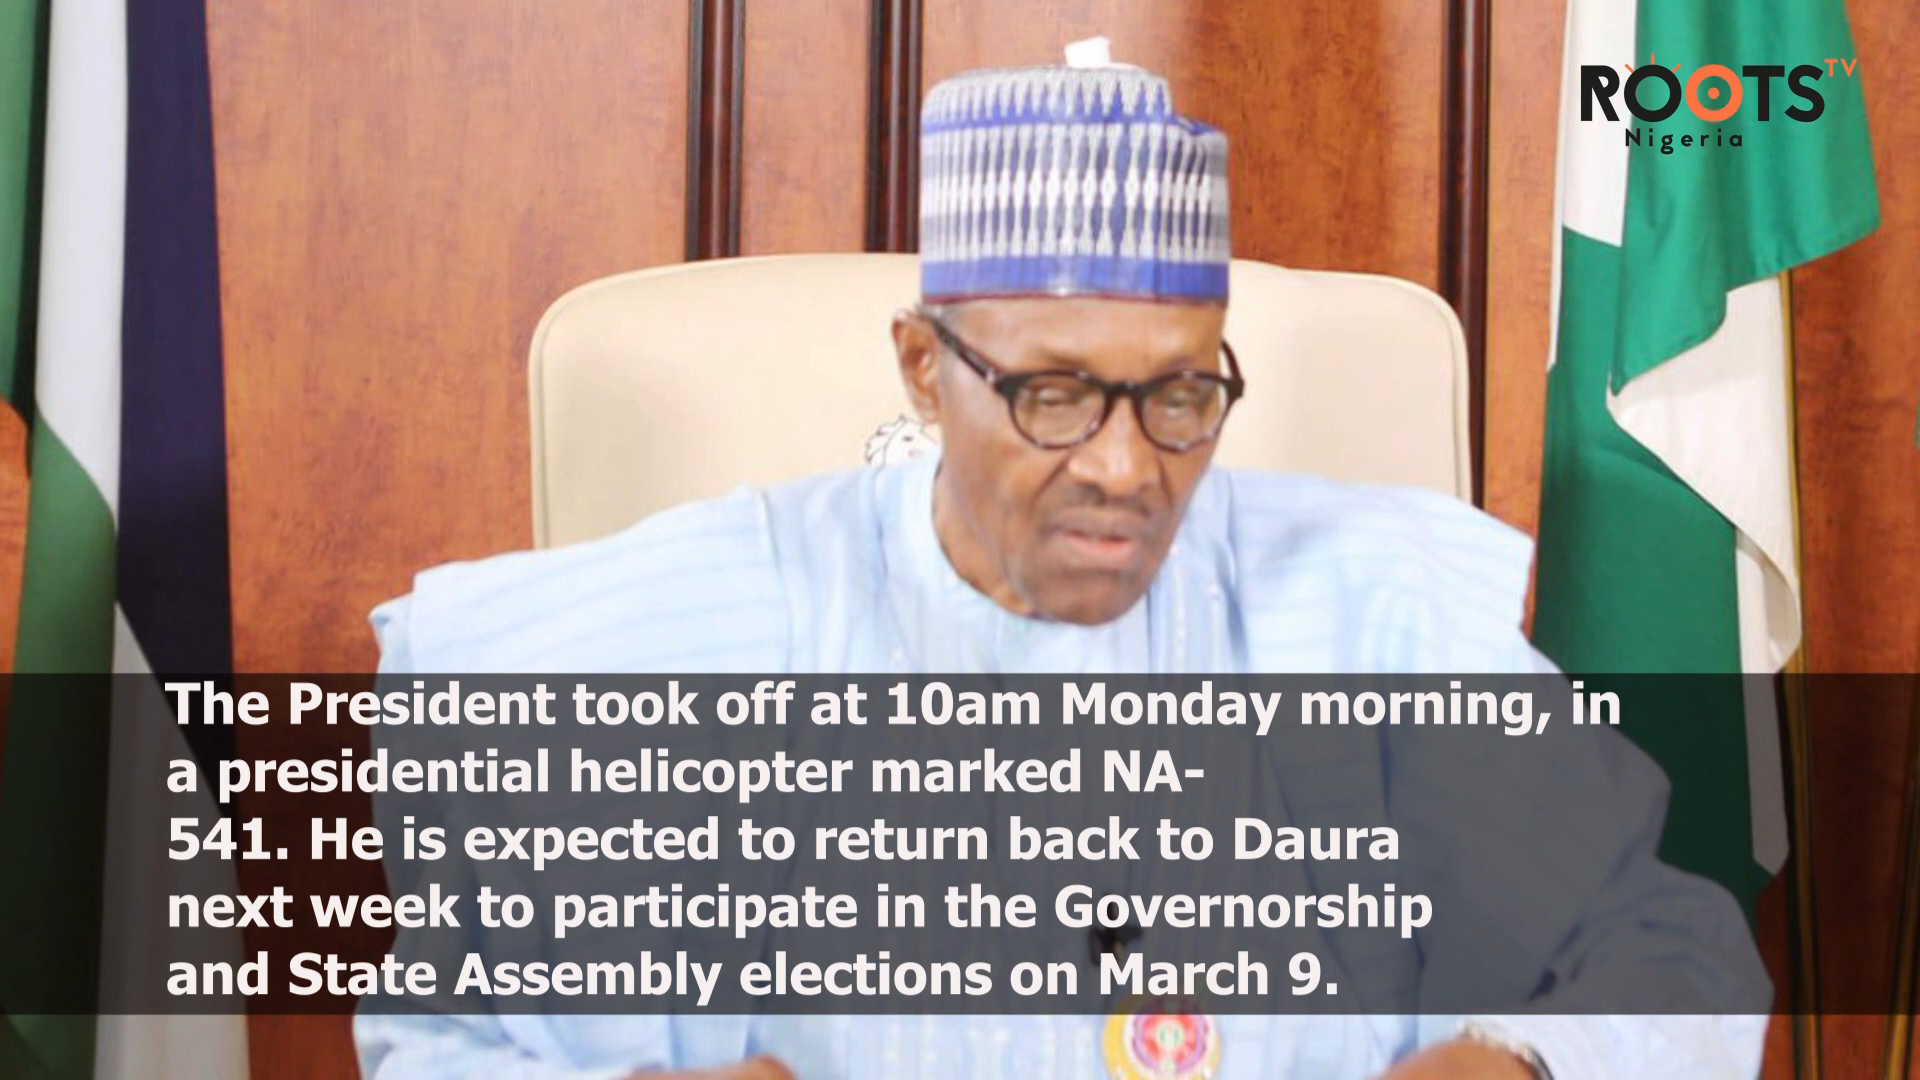 ROOTS TV
Nigeria
The President took off at 10am Monday morning, in
a presidential helicopter marked NA-
541. He is expected to return back to Daura
next week to participate in the Governorship
and State Assembly elections on March 9.